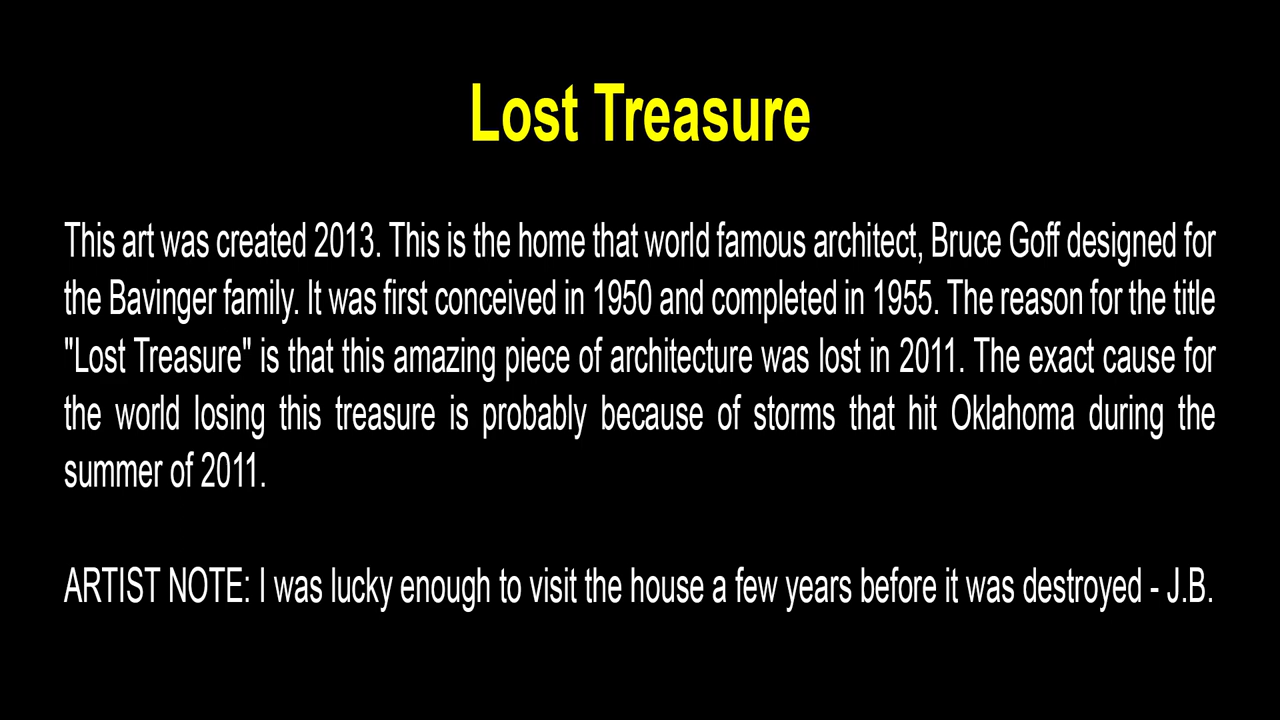 Lost Treasure
This art was created 2013. This is the home that world famous architect, Bruce Goff designed for
the Bavinger family. It was first conceived in 1950 and completed in 1955. The reason for the title
"Lost Treasure" is that this amazing piece of architecture was lost in 2011. The exact cause for
the world losing this treasure is probably because of storms that hit Oklahoma during the
summer of 2011.
ARTIST NOTE: I was lucky enough to visit the house a few years before it was destroyed - J.B.